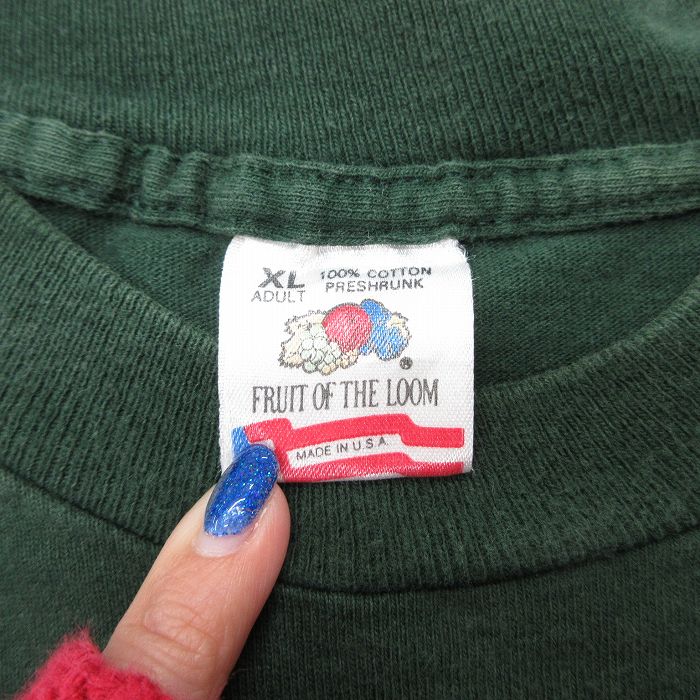 XL 100% COTTON
ADULT PRESHRUNK
®
FRUIT OF THE LOOM
MADE IN U.S.A.